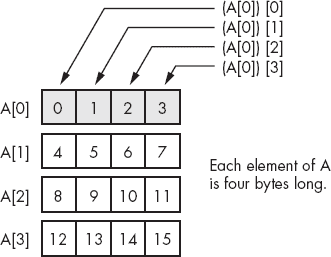 (A[0]) [0]
(A[0]) [1]
(A[0]) [2]
(A[0]) [3]
A[0] 0 1 2 3
A[1] 4 5 6 7
A[2] 8 9 10 11
A[3] 12 13 14 15
Each element of A
is four bytes long.